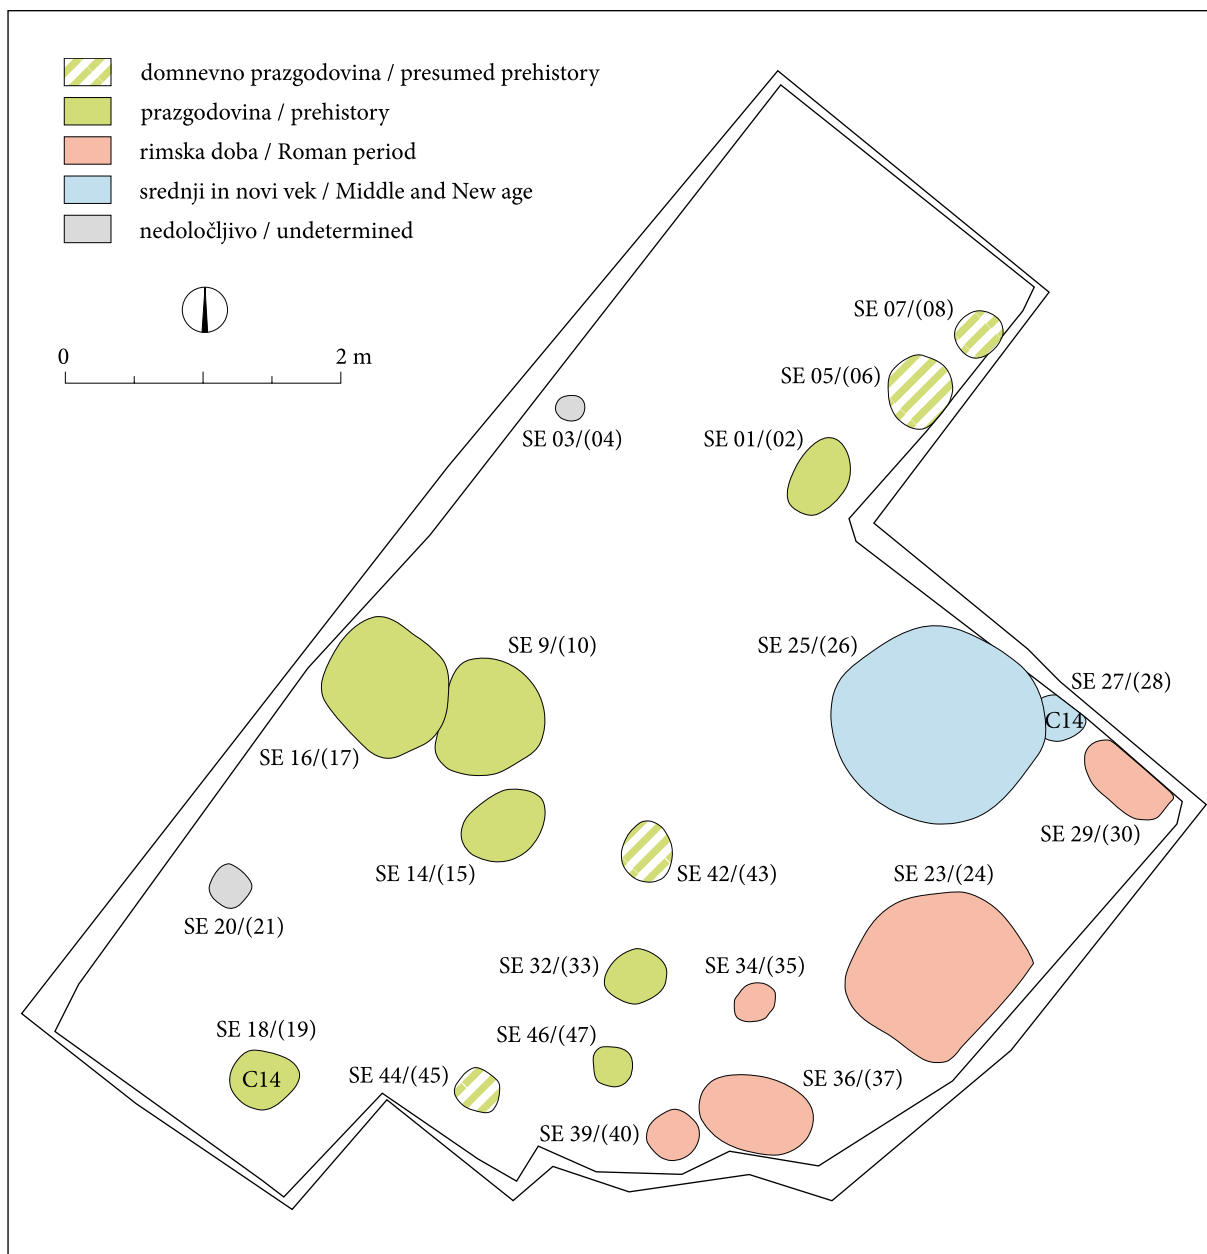 domnevno prazgodovina / presumed prehistory
prazgodovina / prehistory
rimska doba / Roman period
srednji in novi vek / Middle and New age
nedoločljivo / undetermined
0 2 m
SE 07/(08)
SE 05/(06)
SE 03/(04)
SE 01/(02)
SE 9/(10)
SE 25/(26)
SE 27/(28)
C14
SE 16/(17)
SE 29/(30)
SE 14/(15)
SE 42/(43)
SE 23/(24)
SE 20/(21)
SE 32/(33)
SE 34/(35)
SE 18/(19)
SE 46/(47)
C14
SE 44/(45)
SE 36/(37)
SE 39/(40)